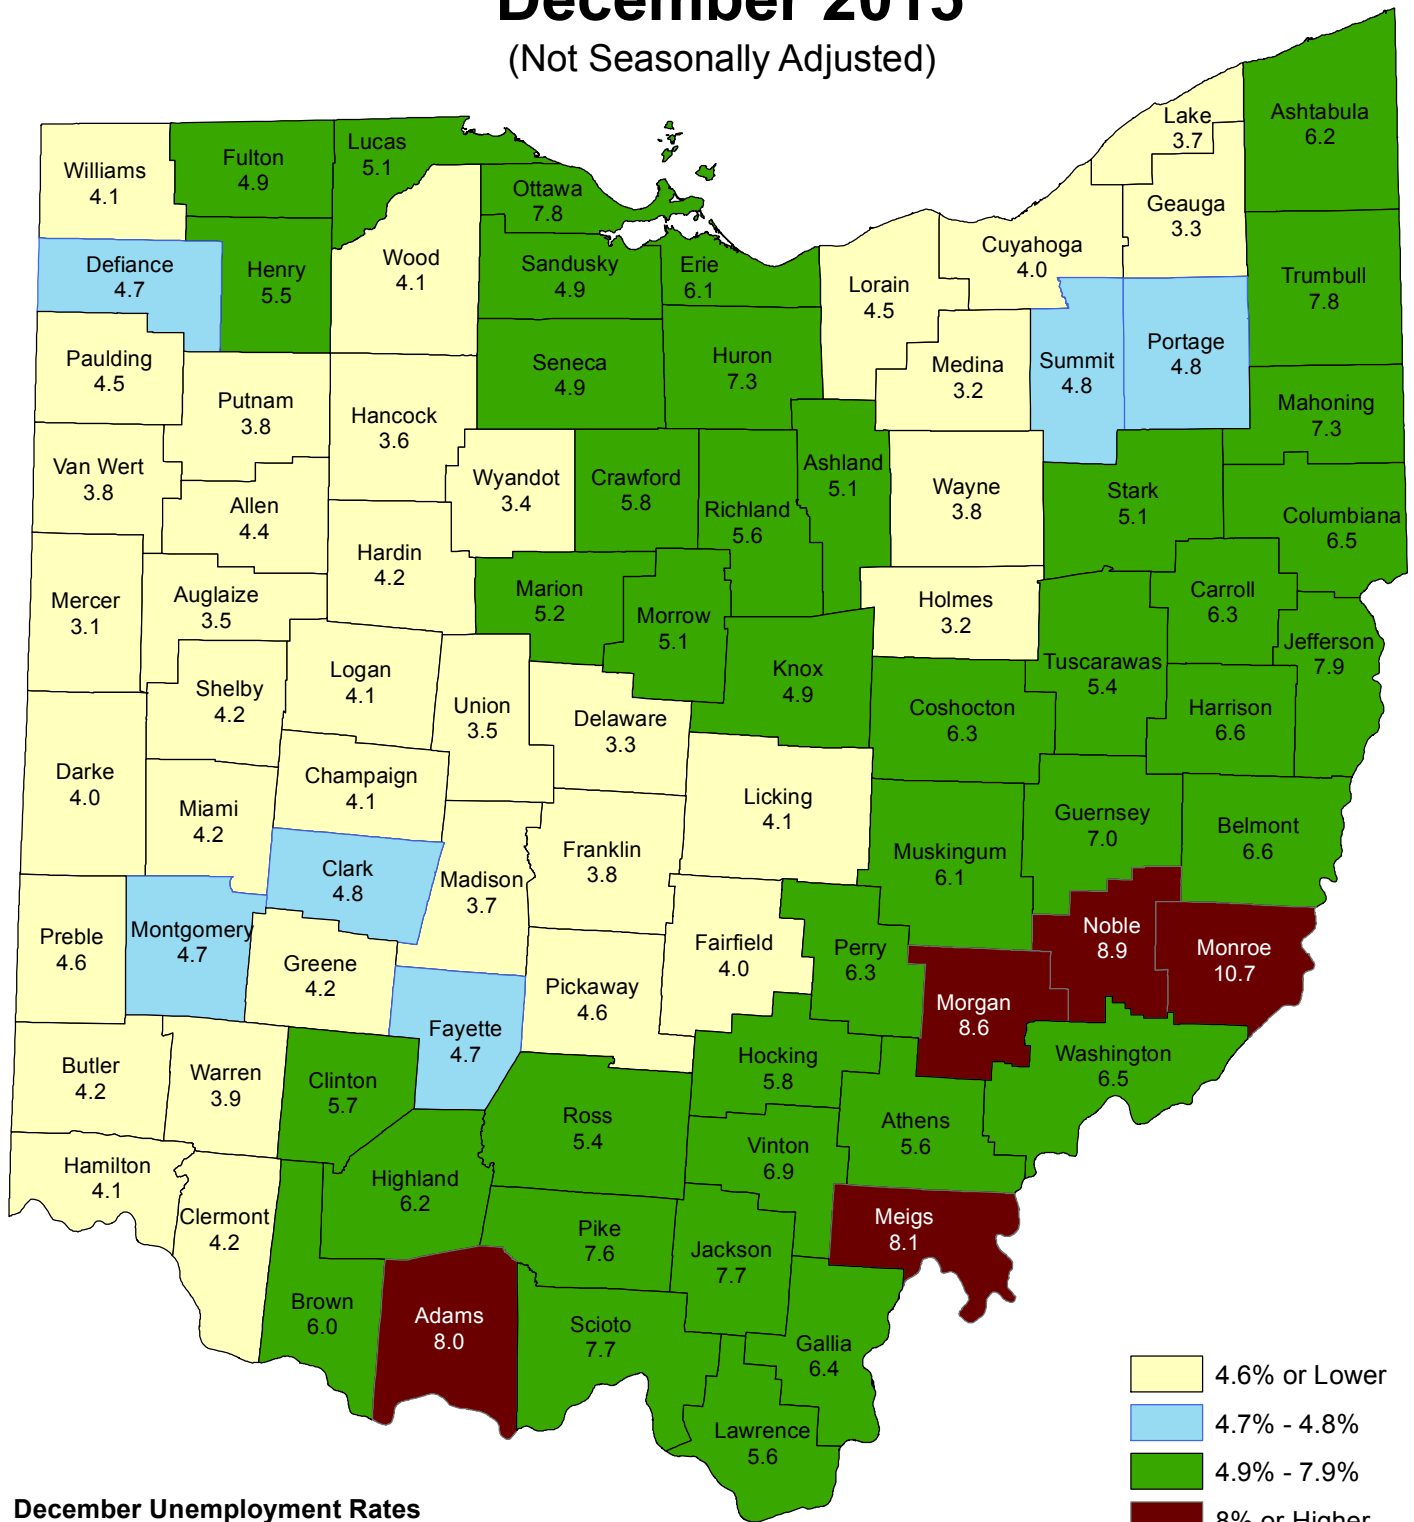 December 2015
(Not Seasonally Adjusted)
Lake
3.7
Ashtabula
6.2
Williams
4.1
Fulton
4.9
Lucas
5.1
Ottawa
7.8
Geauga
3.3
Cuyahoga
4.0
Defiance
4.7
Henry
5.5
Wood
4.1
Sandusky
4.9
Erie
6.1
Lorain
4.5
Trumbull
7.8
Paulding
4.5
Putnam
3.8
Hancock
3.6
Seneca
4.9
Huron
7.3
Medina
3.2
Summit
4.8
Portage
4.8
Mahoning
7.3
Van Wert
3.8
Allen
4.4
Wyandot
3.4
Crawford
5.8
Richland
5.6
Ashland
5.1
Wayne
3.8
Stark
5.1
Columbiana
6.5
Mercer
3.1
Auglaize
3.5
Hardin
4.2
Marion
5.2
Morrow
5.1
Holmes
3.2
Carroll
6.3
Jefferson
7.9
Shelby
4.2
Logan
4.1
Union
3.5
Delaware
3.3
Knox
4.9
Coshocton
6.3
Tuscarawas
5.4
Harrison
6.6
Darke
4.0
Miami
4.2
Champaign
4.1
Licking
4.1
Guernsey
7.0
Belmont
6.6
Clark
4.8
Madison
3.7
Franklin
3.8
Muskingum
6.1
Preble
4.6
Montgomery
4.7
Greene
4.2
Fairfield
4.0
Perry
6.3
Noble
8.9
Monroe
10.7
Fayette
4.7
Pickaway
4.6
Morgan
8.6
Butler
4.2
Warren
3.9
Clinton
5.7
Hocking
5.8
Washington
6.5
Ross
5.4
Vinton
6.9
Athens
5.6
Hamilton
4.1
Clermont
4.2
Highland
6.2
Pike
7.6
Jackson
7.7
Meigs
8.1
Brown
6.0
Adams
8.0
Scioto
7.7
Gallia
6.4
Lawrence
5.6
4.6% or Lower
4.7% - 4.8%
4.9% - 7.9%
8% or Higher
December Unemployment Rates